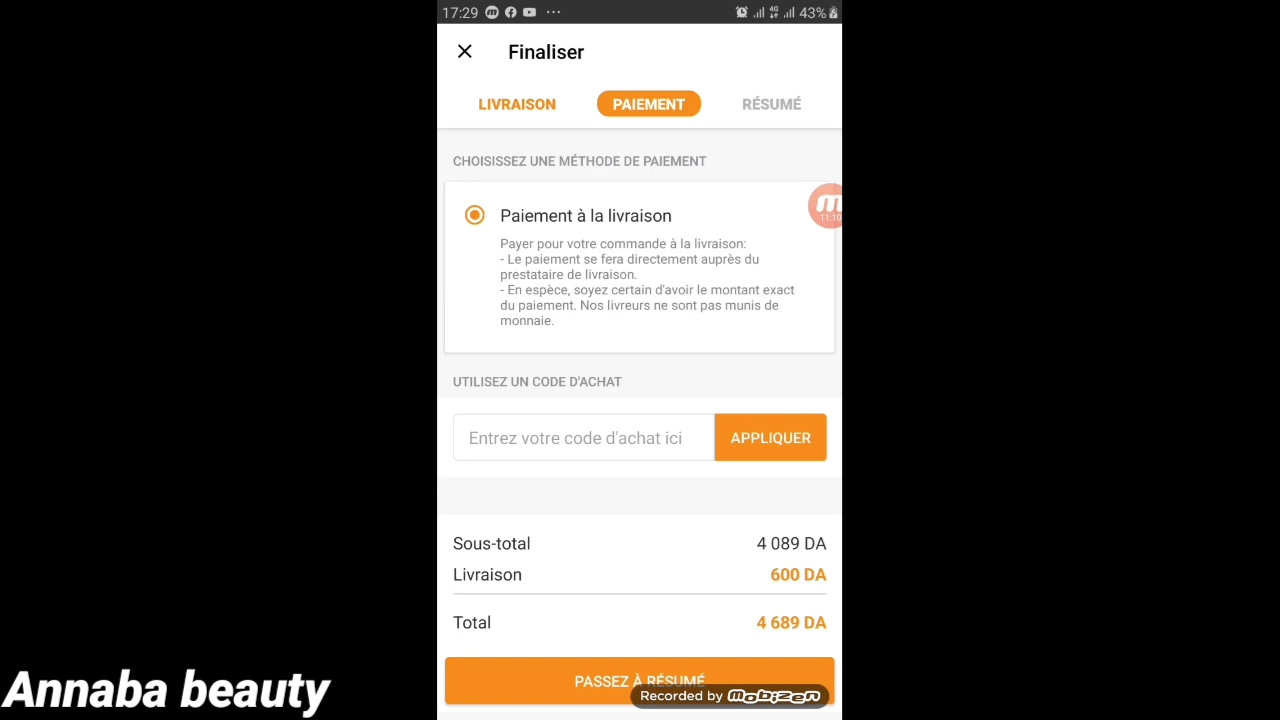 17:29 ... 4G 43%
Finaliser
LIVRAISON PAIEMENT RÉSUMÉ
CHOISISSEZ UNE MÉTHODE DE PAIEMENT
11:10
Paiement à la livraison
Payer pour votre commande à la livraison:
- Le paiement se fera directement auprès du
prestataire de livraison.
- En espèce, soyez certain d'avoir le montant exact
du paiement. Nos livreurs ne sont pas munis de
monnaie.
UTILISEZ UN CODE D'ACHAT
Entrez votre code d'achat ici APPLIQUER
Sous-total 4 089 DA
Livraison 600 DA
Total 4 689 DA
PASSEZ À RÉSUMÉ
Recorded by mobizen
Annaba beauty